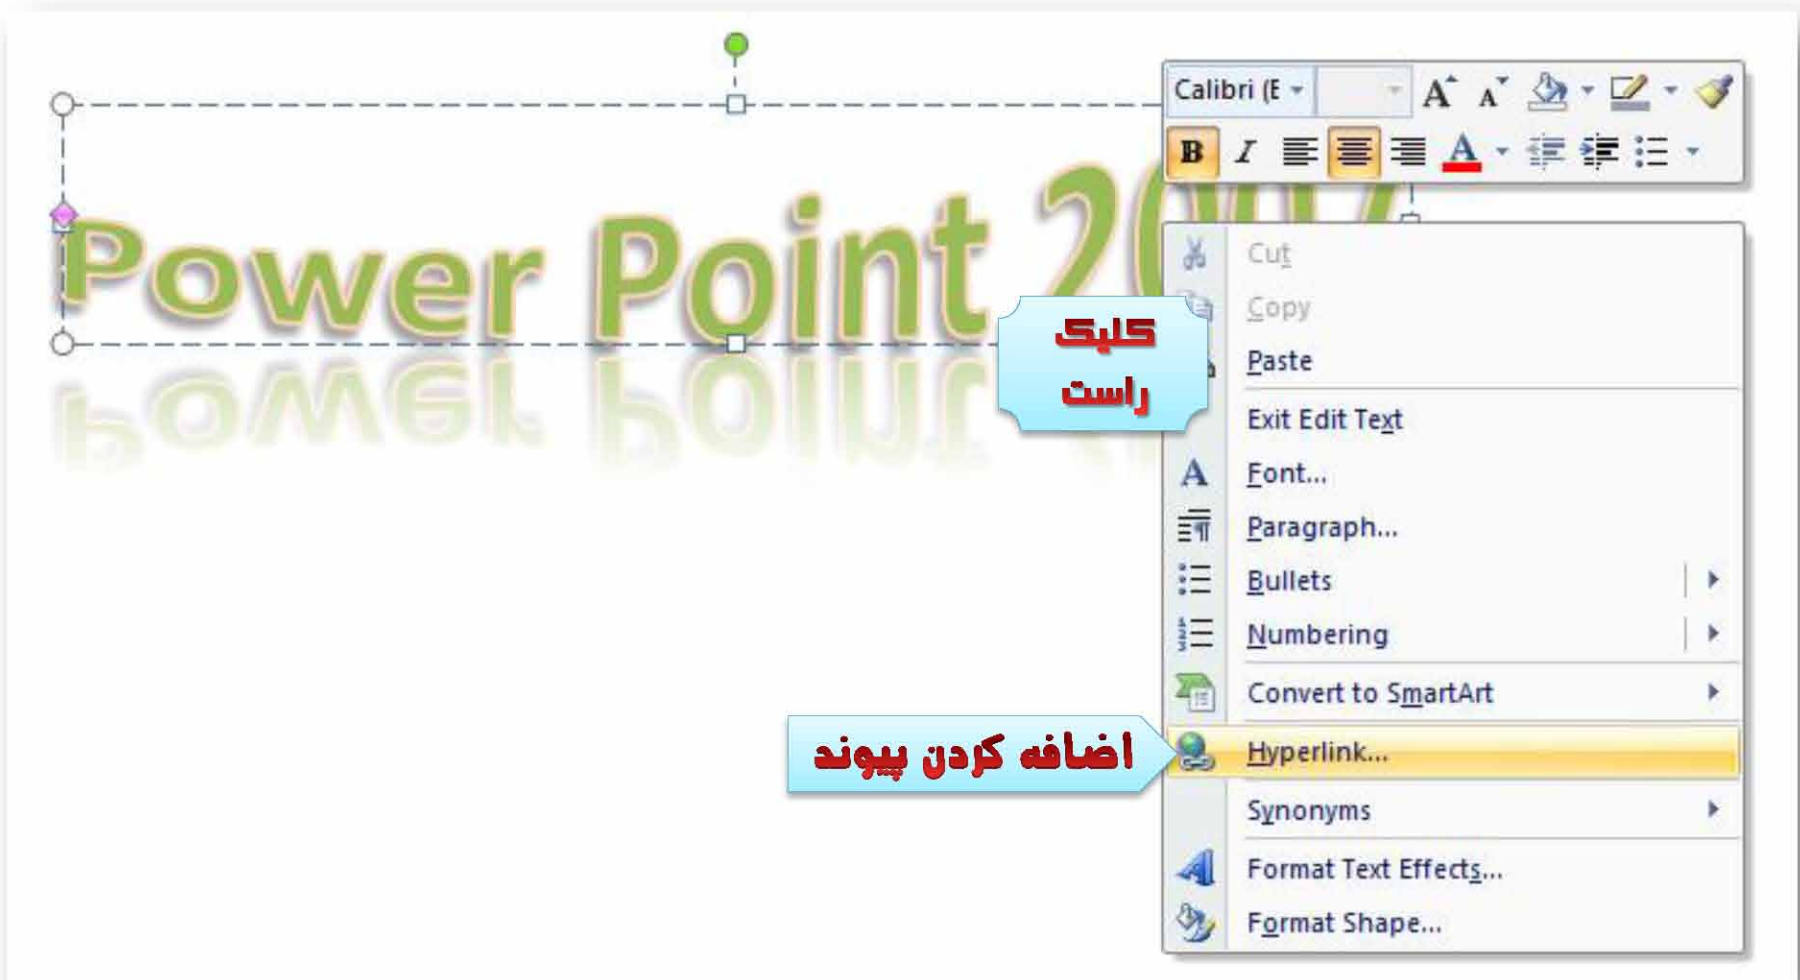 Calibri (E
Power Point 2007
Cut
Copy
کلیک
راست
Paste
Exit Edit Text
Font...
Paragraph...
Bullets
Numbering
Convert to SmartArt
اضافه کردن پیوند
Hyperlink...
Synonyms
Format Text Effects...
Format Shape...